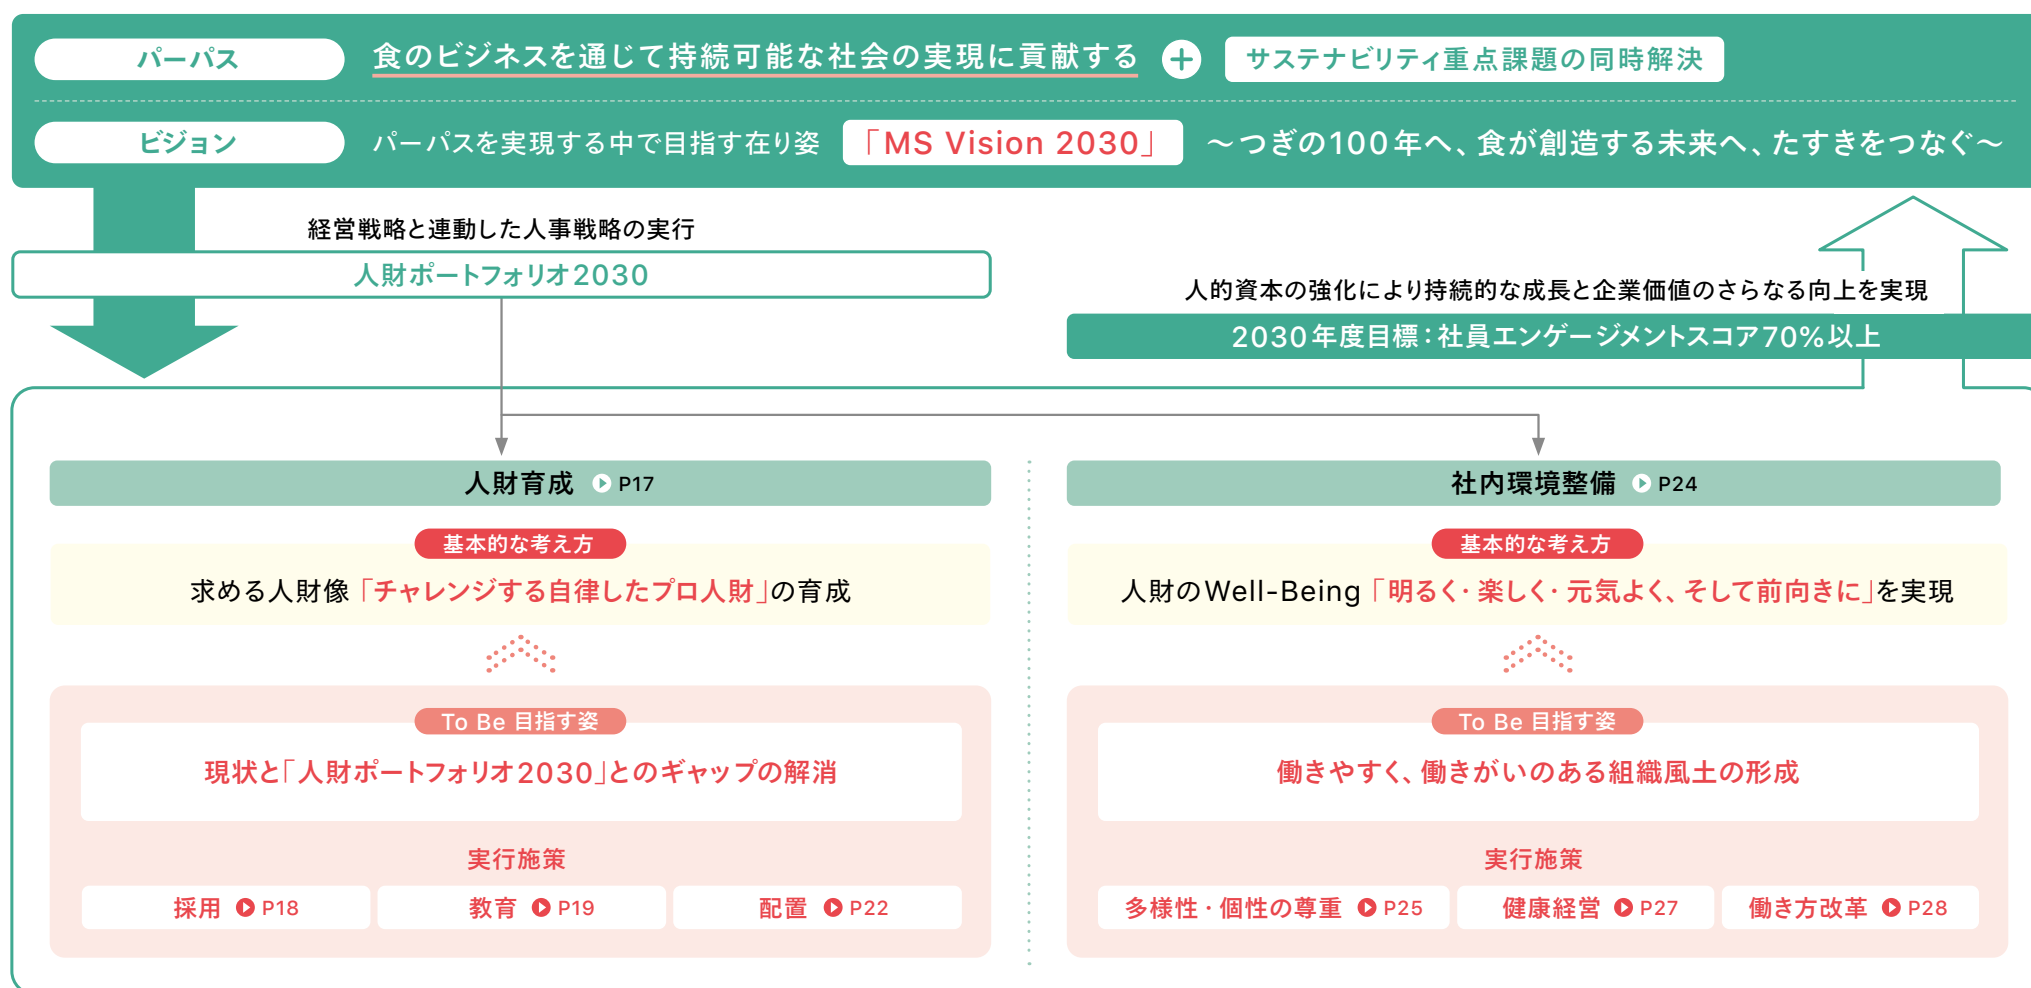 パーパス 食のビジネスを通じて持続可能な社会の実現に貢献する + サステナビリティ重点課題の同時解決
ビジョン パーパスを実現する中で目指す在り姿 「MS Vision 2030」 ～つぎの100年へ、食が創造する未来へ、たすきをつなぐ～
経営戦略と連動した人事戦略の実行
人財ポートフォリオ2030
人的資本の強化により持続的な成長と企業価値のさらなる向上を実現
2030年度目標：社員エンゲージメントスコア70%以上
人財育成 P17
基本的な考え方
求める人財像「チャレンジする自律したプロ人財」の育成
To Be 目指す姿
現状と「人財ポートフォリオ2030」とのギャップの解消
実行施策
採用 P18
教育 P19
配置 P22
社内環境整備 P24
基本的な考え方
人財のWell-Being「明るく・楽しく・元気よく、そして前向きに」を実現
To Be 目指す姿
働きやすく、働きがいのある組織風土の形成
実行施策
多様性・個性の尊重 P25
健康経営 P27
働き方改革 P28